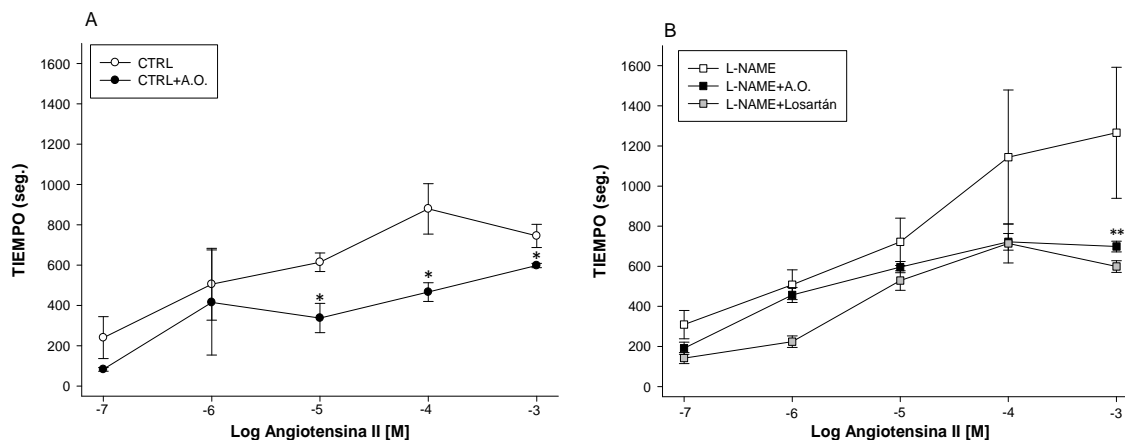 A
CTRL
CTRL+A.O.
TIEMPO (seg.)
1600
1400
1200
1000
800
600
400
200
0
*
*
*
-7
-6
-5
-4
-3
Log Angiotensina II [M]
B
L-NAME
L-NAME+A.O.
L-NAME+Losartán
TIEMPO (seg.)
1600
1400
1200
1000
800
600
400
200
0
**
-7
-6
-5
-4
-3
Log Angiotensina II [M]